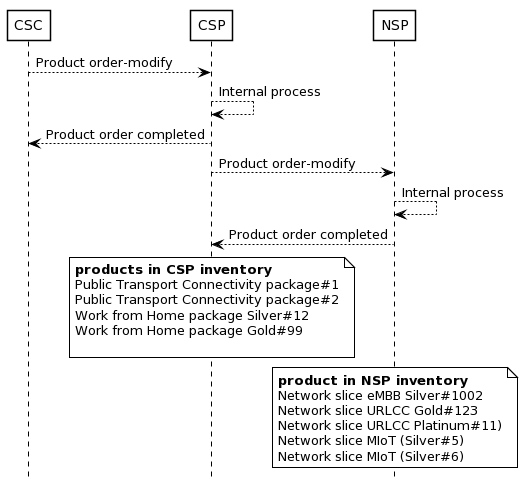 CSC CSP NSP
Product order-modify
Internal process
Product order completed
Product order-modify
Internal process
Product order completed
products in CSP inventory
Public Transport Connectivity package#1
Public Transport Connectivity package#2
Work from Home package Silver#12
Work from Home package Gold#99
product in NSP inventory
Network slice eMBB Silver#1002
Network slice URLCC Gold#123
Network slice URLCC Platinum#11)
Network slice MIoT (Silver#5)
Network slice MIoT (Silver#6)